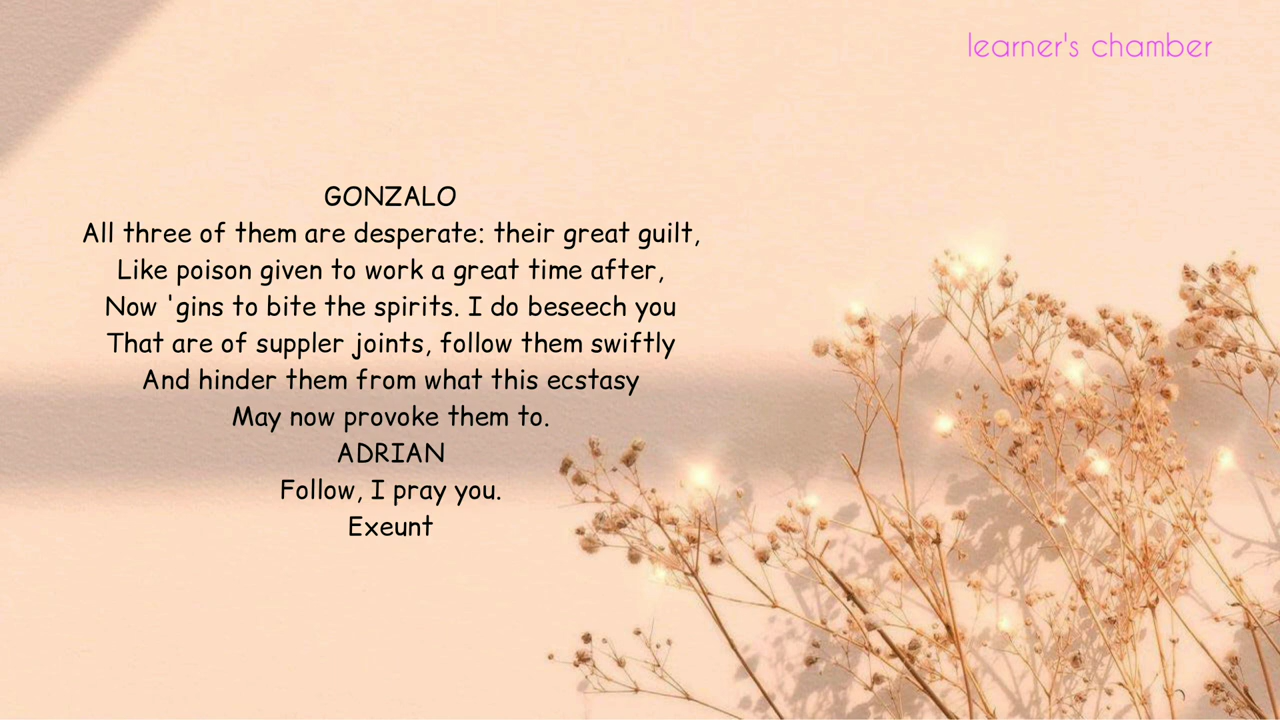 learner's chamber
GONZALO
All three of them are desperate: their great guilt,
Like poison given to work a great time after,
Now 'gins to bite the spirits. I do beseech you
That are of suppler joints, follow them swiftly
And hinder them from what this ecstasy
May now provoke them to.
ADRIAN
Follow, I pray you.
Exeunt